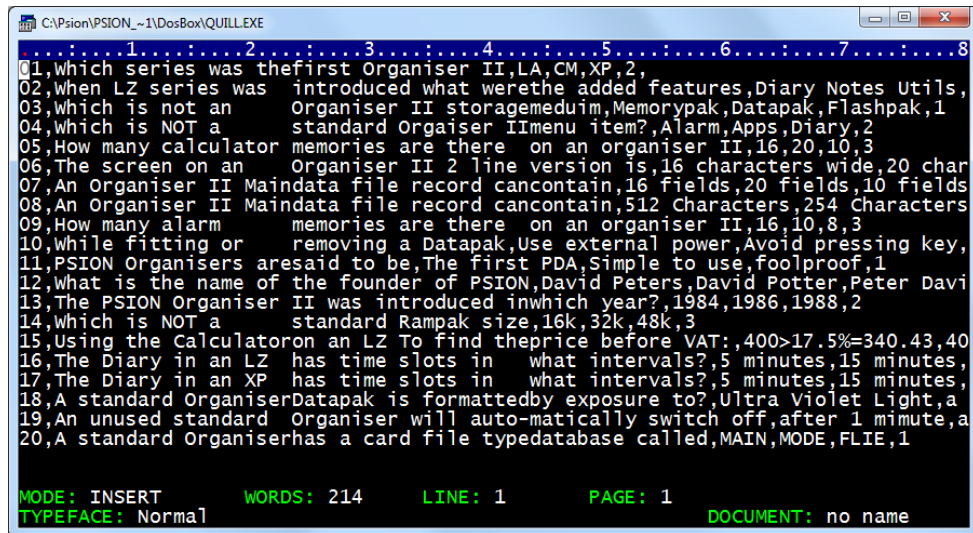 C:\Psion\PSION_~1\DosBox\QUILL.EXE
....:....1....:....2....:....3....:....4....:....5....:....6....:....7....:....8
01,Which series was thefirst Organiser II,LA,CM,XP,2,
02,When LZ series was  introduced what werethe added features,Diary Notes Utils,
03,Which is not an     Organiser II storagemeduim,Memorypak,Datapak,Flashpak,1
04,Which is NOT a      standard Orgaiser IImenu item?,Alarm,Apps,Diary,2
05,How many calculator memories are there  on an organiser II,16,20,10,3
06,The screen on an    Organiser II 2 line version is,16 characters wide,20 char
07,An Organiser II Maindata file record cancontain,16 fields,20 fields,10 fields
08,An Organiser II Maindata file record cancontain,512 Characters,254 Characters
09,How many alarm      memories are there  on an organiser II,16,10,8,3
10,While fitting or    removing a Datapak,Use external power,Avoid pressing key,
11,PSION Organisers aresaid to be,The first PDA,Simple to use,foolproof,1
12,What is the name of the founder of PSION,David Peters,David Potter,Peter Davi
13,The PSION Organiser II was introduced inwhich year?,1984,1986,1988,2
14,Which is NOT a      standard Rampak size,16k,32k,48k,3
15,Using the Calculatoron an LZ To find theprice before VAT:,400>17.5%=340.43,40
16,The Diary in an LZ  has time slots in   what intervals?,5 minutes,15 minutes,
17,The Diary in an XP  has time slots in   what intervals?,5 minutes,15 minutes,
18,A standard OrganiserDatapak is formattedby exposure to?,Ultra Violet Light,a
19,An unused standard  Organiser will auto-matically switch off,after 1 mimute,a
20,A standard Organiserhas a card file typedatabase called,MAIN,MODE,FLIE,1
MODE: INSERT WORDS: 214 LINE: 1 PAGE: 1
TYPEFACE: Normal DOCUMENT: no name